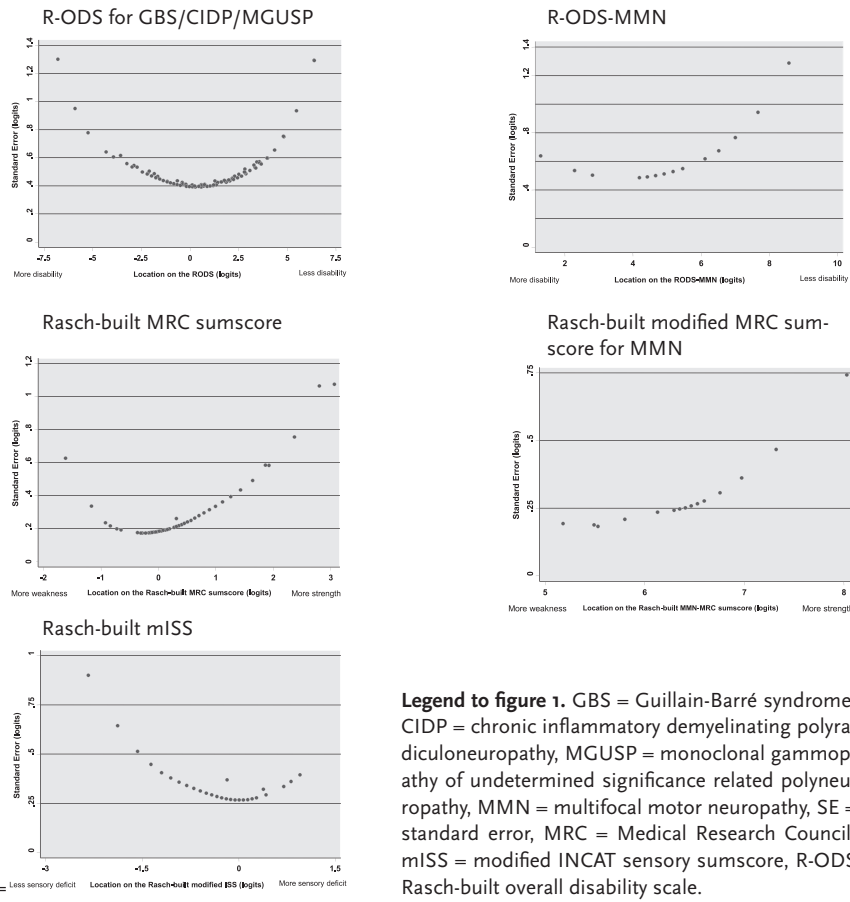 R-ODS for GBS/CIDP/MGUSP
Standard Error (logits)
1.4
1.2
1
.8
.6
.4
.2
0
-7.5 -5 -2.5 0 2.5 5 7.5
More disability Location on the RODS (logits) Less disability
R-ODS-MMN
Standard Error (logits)
1.4
1.2
.8
.4
0
2 4 6 8 10
More disability Location on the RODS-MMN (logits) Less disability
Rasch-built MRC sumscore
Standard Error (logits)
1.2
1
.8
.6
.4
.2
0
-2 -1 0 1 2 3
More weakness Location on the Rasch-built MRC sumscore (logits) More strength
Rasch-built modified MRC sum-
score for MMN
Standard Error (logits)
.75
.5
.25
0
5 6 7 8
More weakness Location on the Rasch-built MMN-MRC sumscore (logits) More strength
Rasch-built mISS
Standard Error (logits)
1
.75
.5
.25
0
-3 -1,5 0 1,5
= Less sensory deficit Location on the Rasch-built modified ISS (logits) More sensory deficit
Legend to figure 1. GBS = Guillain-Barré syndrome
CIDP = chronic inflammatory demyelinating polyra
diculoneuropathy, MGUSP = monoclonal gammop
athy of undetermined significance related polyneu
ropathy, MMN = multifocal motor neuropathy, SE =
standard error, MRC = Medical Research Council
mISS = modified INCAT sensory sumscore, R-ODS
Rasch-built overall disability scale.